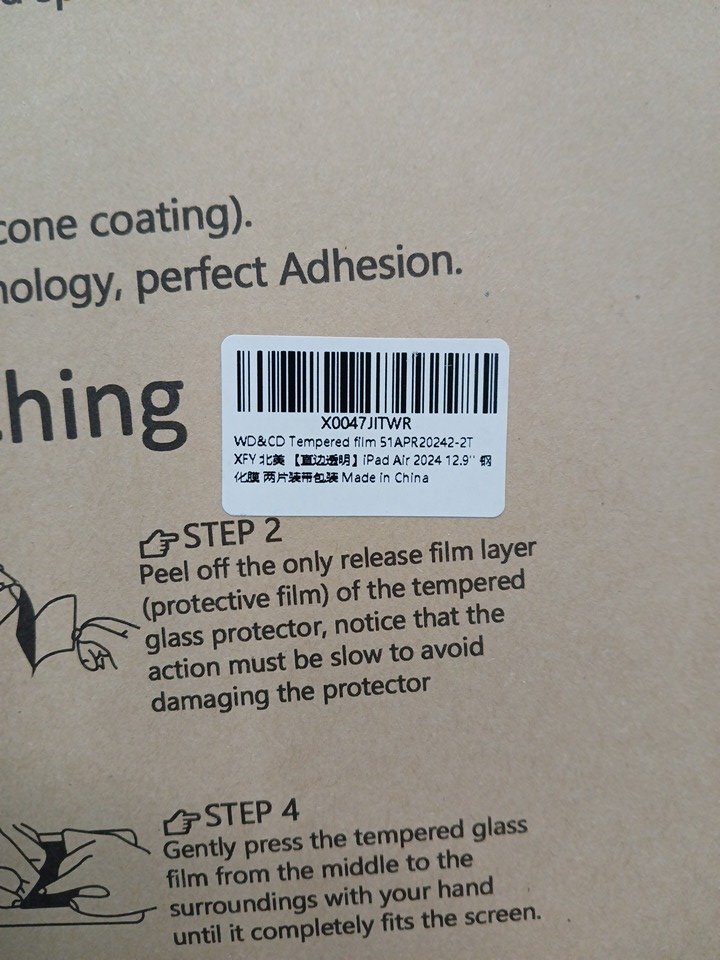 cone coating).
nology, perfect Adhesion.
hing
X0047JITWR
WD&CD Tempered film 51APR20242-2T
XFY 北美 【直边透明】iPad Air 2024 12.9'' 钢
化膜 两片装带包装 Made in China
STEP 2
Peel off the only release film layer
(protective film) of the tempered
glass protector, notice that the
action must be slow to avoid
damaging the protector
STEP 4
Gently press the tempered glass
film from the middle to the
surroundings with your hand
until it completely fits the screen.